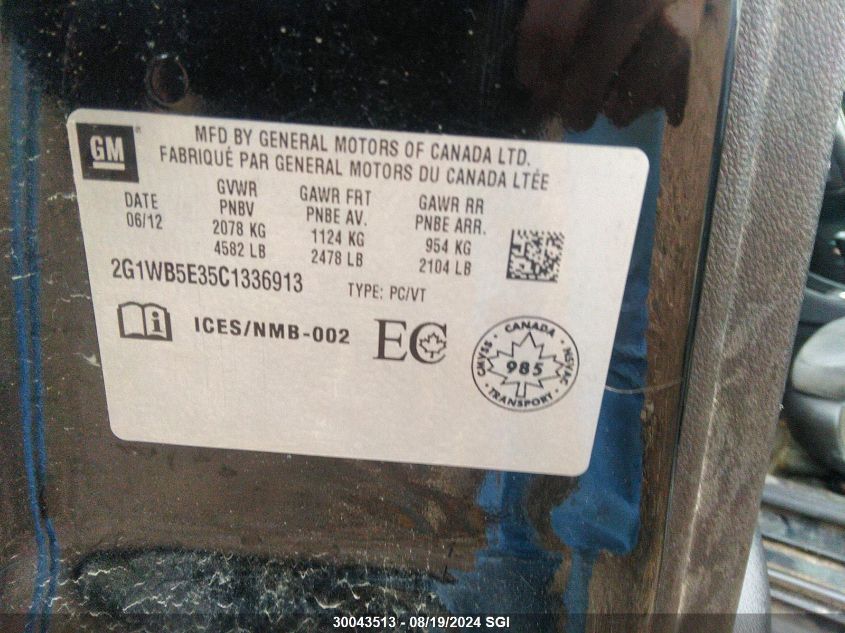 GM
MFD BY GENERAL MOTORS OF CANADA LTD.
FABRIQUÉ PAR GENERAL MOTORS DU CANADA LTÉE
DATE GVWR GAWR FRT GAWR RR
06/12 PNBV PNBE AV. PNBE ARR.
2078 KG 1124 KG 954 KG
4582 LB 2478 LB 2104 LB
2G1WB5E35C1336913 TYPE: PC/VT
i ICES/NMB-002 EC
CANADA
CMVSS 985 NSVAC
TRANSPORT
30043513 - 08/19/2024 SGI